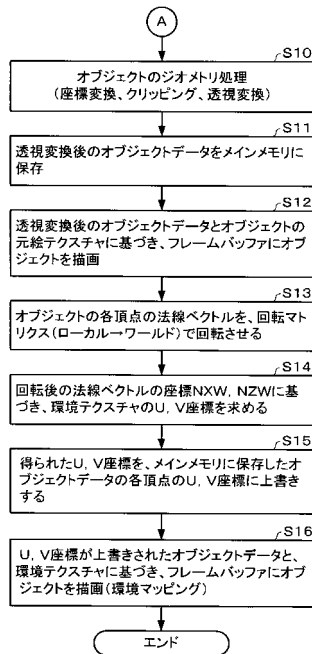 A
S10
オブジェクトのジオメトリ処理
(座標変換、クリッピング、透視変換)
S11
透視変換後のオブジェクトデータをメインメモリに
保存
S12
透視変換後のオブジェクトデータとオブジェクトの
元絵テクスチャに基づき、フレームバッファにオブ
ジェクトを描画
S13
オブジェクトの各頂点の法線ベクトルを、回転マト
リクス(ローカル→ワールド)で回転させる
S14
回転後の法線ベクトルの座標NXW, NZWに基
づき、環境テクスチャのU, V座標を求める
S15
得られたU, V座標を、メインメモリに保存したオ
ブジェクトデータの各頂点のU, V座標に上書き
する
S16
U, V座標が上書きされたオブジェクトデータと、
環境テクスチャに基づき、フレームバッファにオブ
ジェクトを描画(環境マッピング)
エンド